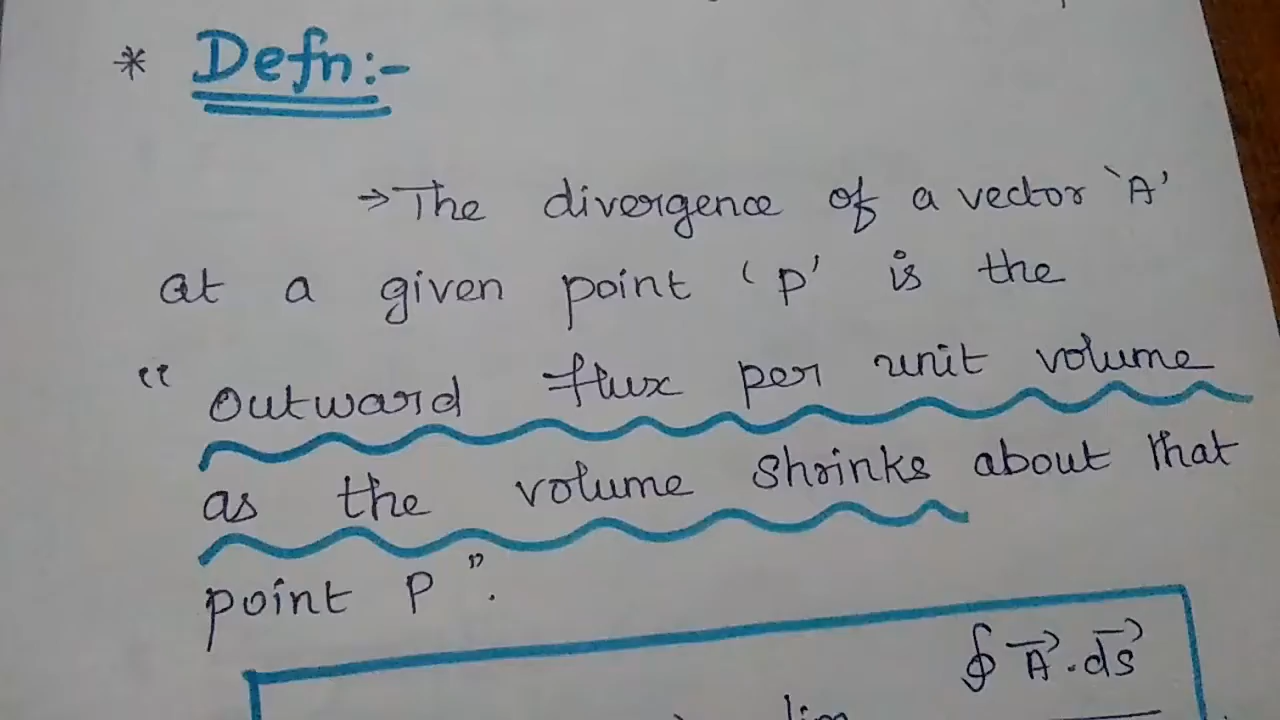 * Defn:-
→ The divergence of a vector 'A'
at a given point 'p' is the
" outward flux per unit volume
as the volume shrinks about that
point P ".
∮ A⃗ . ds⃗
lim